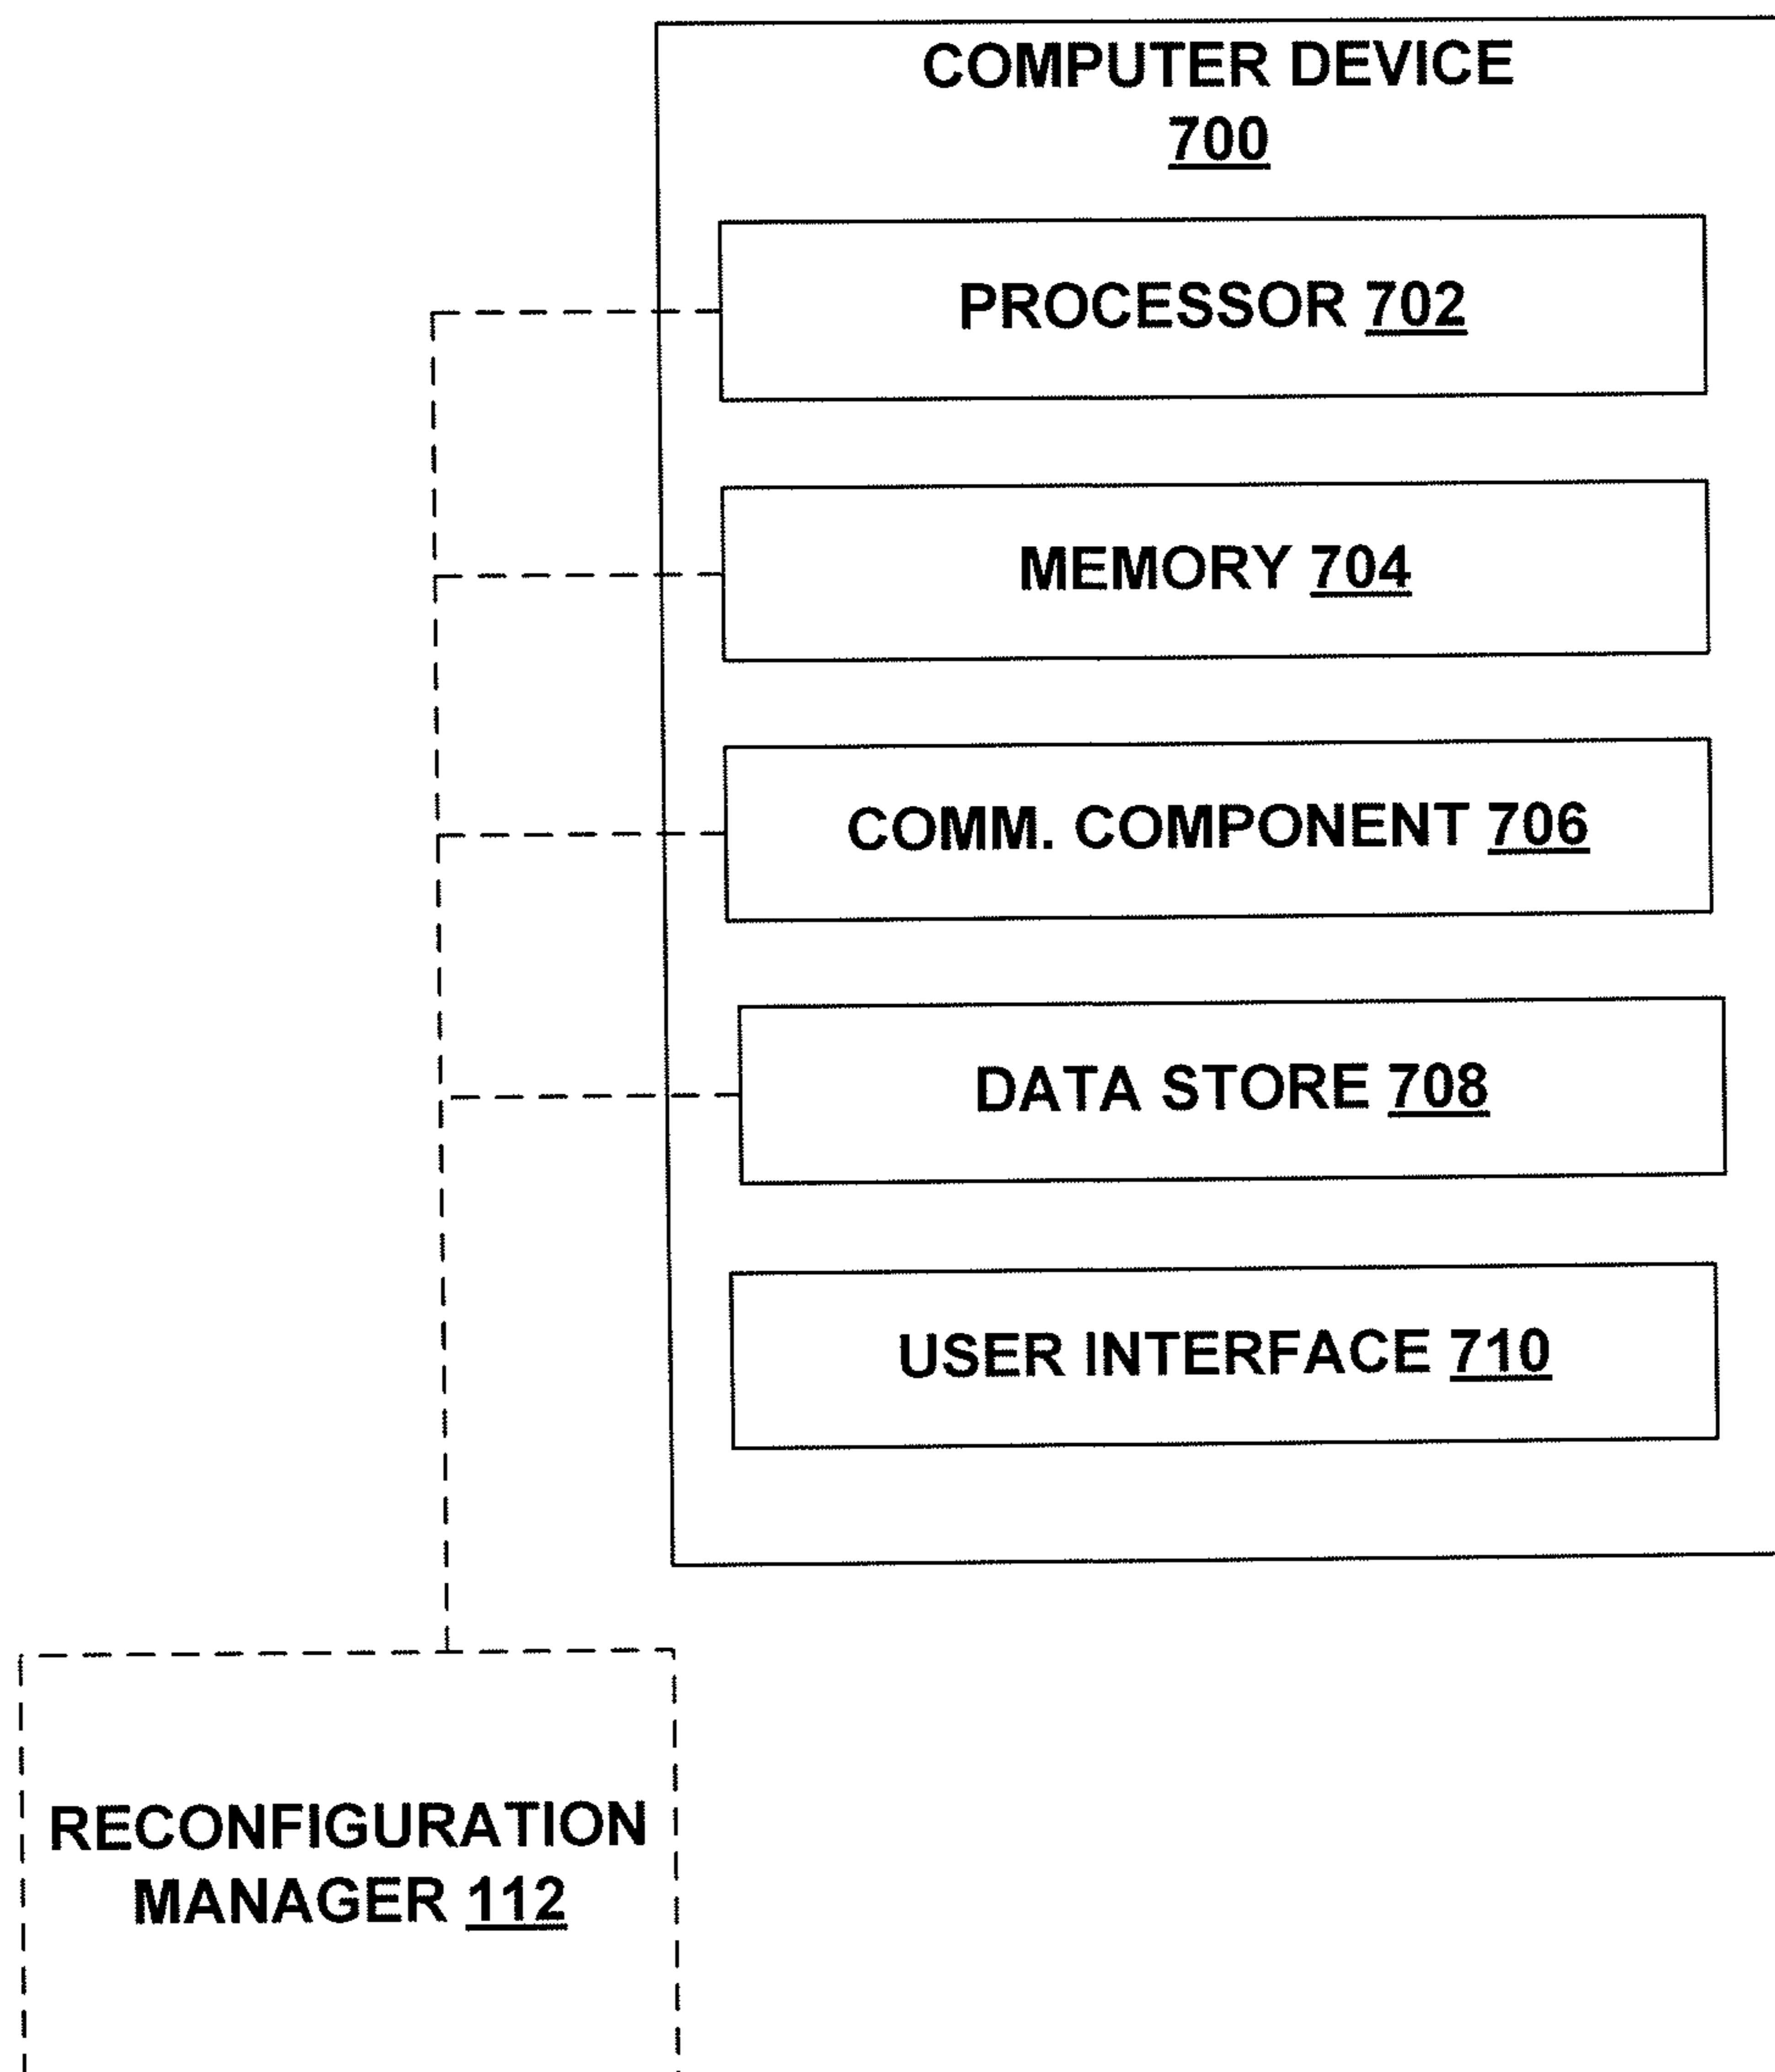 COMPUTER DEVICE
700
PROCESSOR 702
MEMORY 704
COMM. COMPONENT 706
DATA STORE 708
USER INTERFACE 710
RECONFIGURATION
MANAGER 112